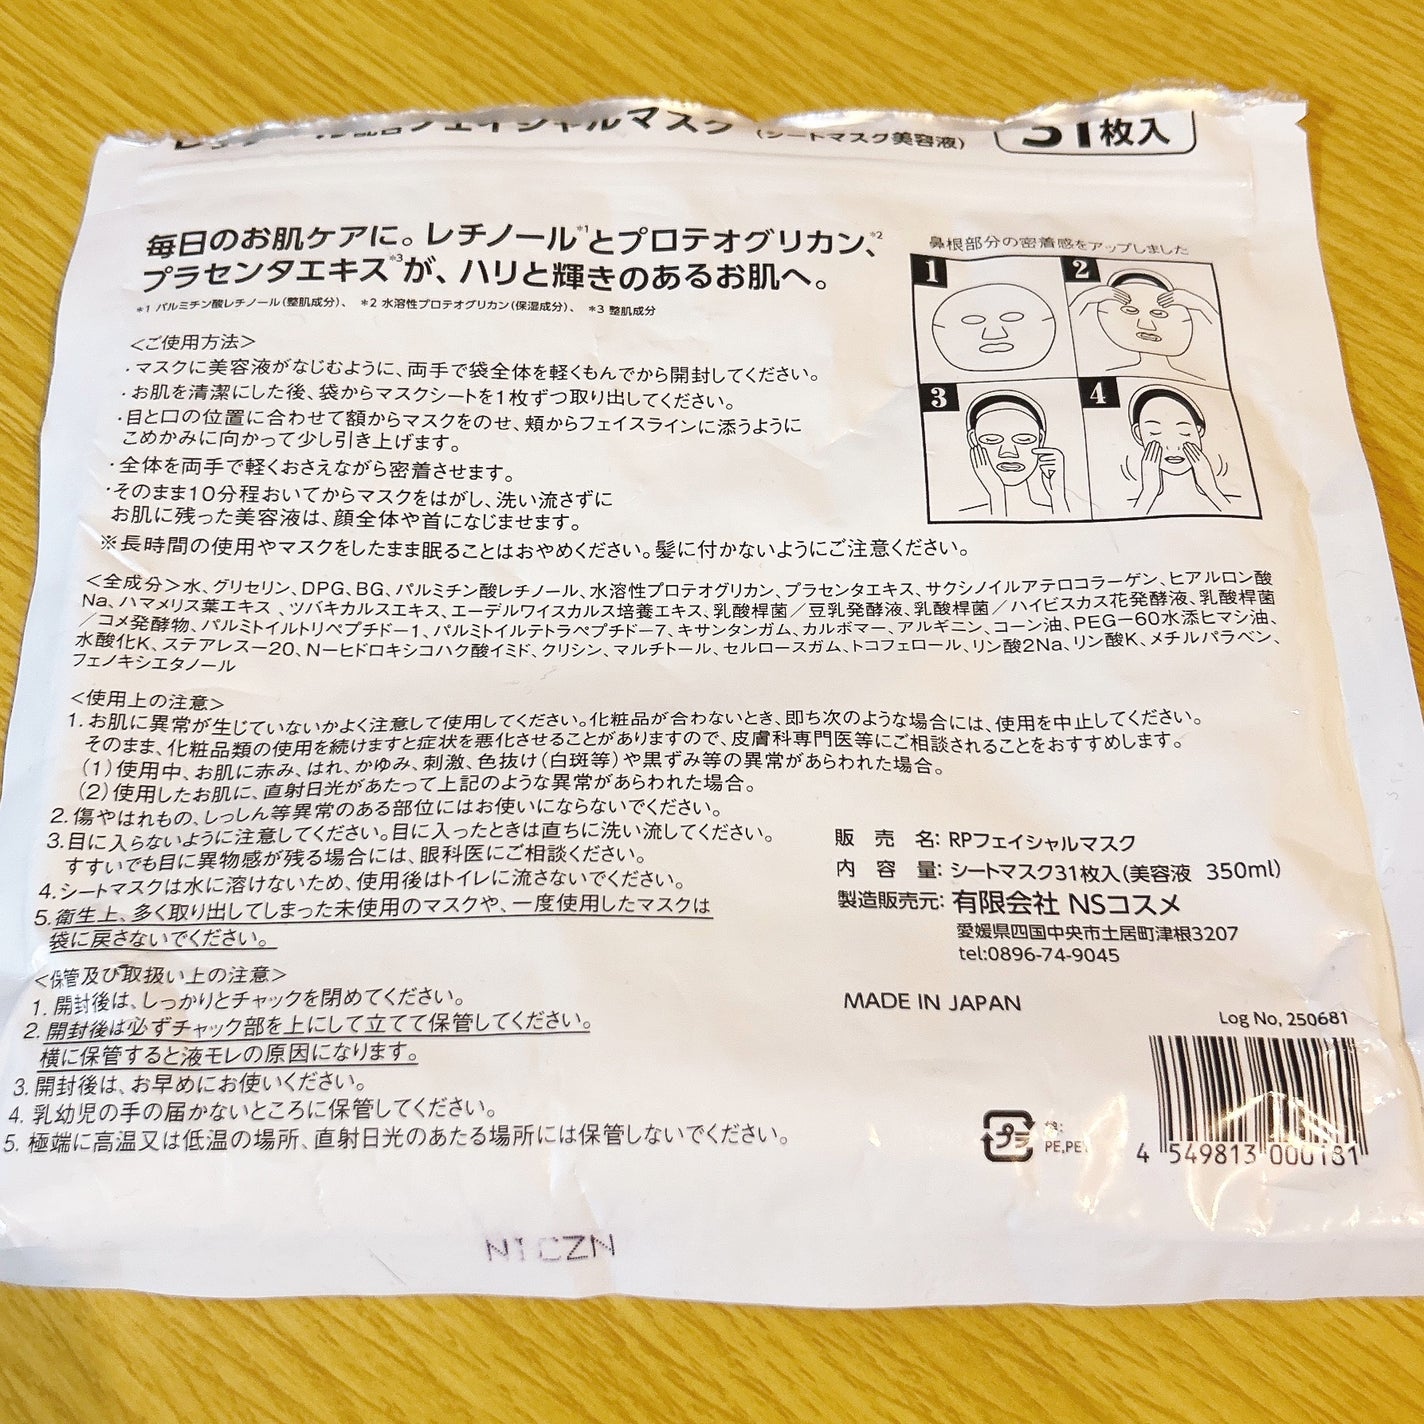 フェイシャルマスク (シートマスク美容液) 31枚入
毎日のお肌ケアに。レチノール*1とプロテオグリカン、*2
プラセンタエキス*3が、ハリと輝きのあるお肌へ。
*1 パルミチン酸レチノール(整肌成分)、 *2 水溶性プロテオグリカン(保湿成分)、 *3 整肌成分
鼻根部分の密着感をアップしました
1
2
3
4
<ご使用方法>
・マスクに美容液がなじむように、両手で袋全体を軽くもんでから開封してください。
・お肌を清潔にした後、袋からマスクシートを1枚ずつ取り出してください。
・目と口の位置に合わせて額からマスクをのせ、頬からフェイスラインに添うように
こめかみに向かって少し引き上げます。
・全体を両手で軽くおさえながら密着させます。
・そのまま10分程おいてからマスクをはがし、洗い流さずに
お肌に残った美容液は、顔全体や首になじませます。
※長時間の使用やマスクをしたまま眠ることはおやめください。髪に付かないようにご注意ください。
<全成分>水、グリセリン、DPG、BG、パルミチン酸レチノール、水溶性プロテオグリカン、プラセンタエキス、サクシノイルアテロコラーゲン、ヒアルロン酸
Na、ハマメリス葉エキス、ツバキカルスエキス、エーデルワイスカルス培養エキス、乳酸桿菌/豆乳発酵液、乳酸桿菌/ハイビスカス花発酵液、乳酸桿菌
/コメ発酵物、パルミトイルトリペプチド-1、パルミトイルテトラペプチド-7、キサンタンガム、カルボマー、アルギニン、コーン油、PEG-60水添ヒマシ油、
水酸化K、ステアレス-20、N-ヒドロキシコハク酸イミド、クリシン、マルチトール、セルロースガム、トコフェロール、リン酸2Na、リン酸K、メチルパラベン、
フェノキシエタノール
<使用上の注意>
1.お肌に異常が生じていないかよく注意して使用してください。化粧品が合わないとき、即ち次のような場合には、使用を中止してください。
そのまま、化粧品類の使用を続けますと症状を悪化させることがありますので、皮膚科専門医等にご相談されることをおすすめします。
(1)使用中、お肌に赤み、はれ、かゆみ、刺激、色抜け(白斑等)や黒ずみ等の異常があらわれた場合。
(2)使用したお肌に、直射日光があたって上記のような異常があらわれた場合。
2.傷やはれもの、しっしん等異常のある部位にはお使いにならないでください。
3.目に入らないように注意してください。目に入ったときは直ちに洗い流してください。
すすいでも目に異物感が残る場合には、眼科医にご相談ください。
4.シートマスクは水に溶けないため、使用後はトイレに流さないでください。
5.衛生上、多く取り出してしまった未使用のマスクや、一度使用したマスクは
袋に戻さないでください。
<保管及び取扱い上の注意>
1. 開封後は、しっかりとチャックを閉めてください。
2. 開封後は必ずチャック部を上にして立てて保管してください。
横に保管すると液モレの原因になります。
3. 開封後は、お早めにお使いください。
4. 乳幼児の手の届かないところに保管してください。
5. 極端に高温又は低温の場所、直射日光のあたる場所には保管しないでください。
販 売 名: RPフェイシャルマスク
内 容 量: シートマスク31枚入(美容液 350ml)
製造販売元: 有限会社 NSコスメ
愛媛県四国中央市土居町津根3207
tel:0896-74-9045
MADE IN JAPAN
Log No, 250681
プラ
PE,PE
4 549813 000181
N1CZN